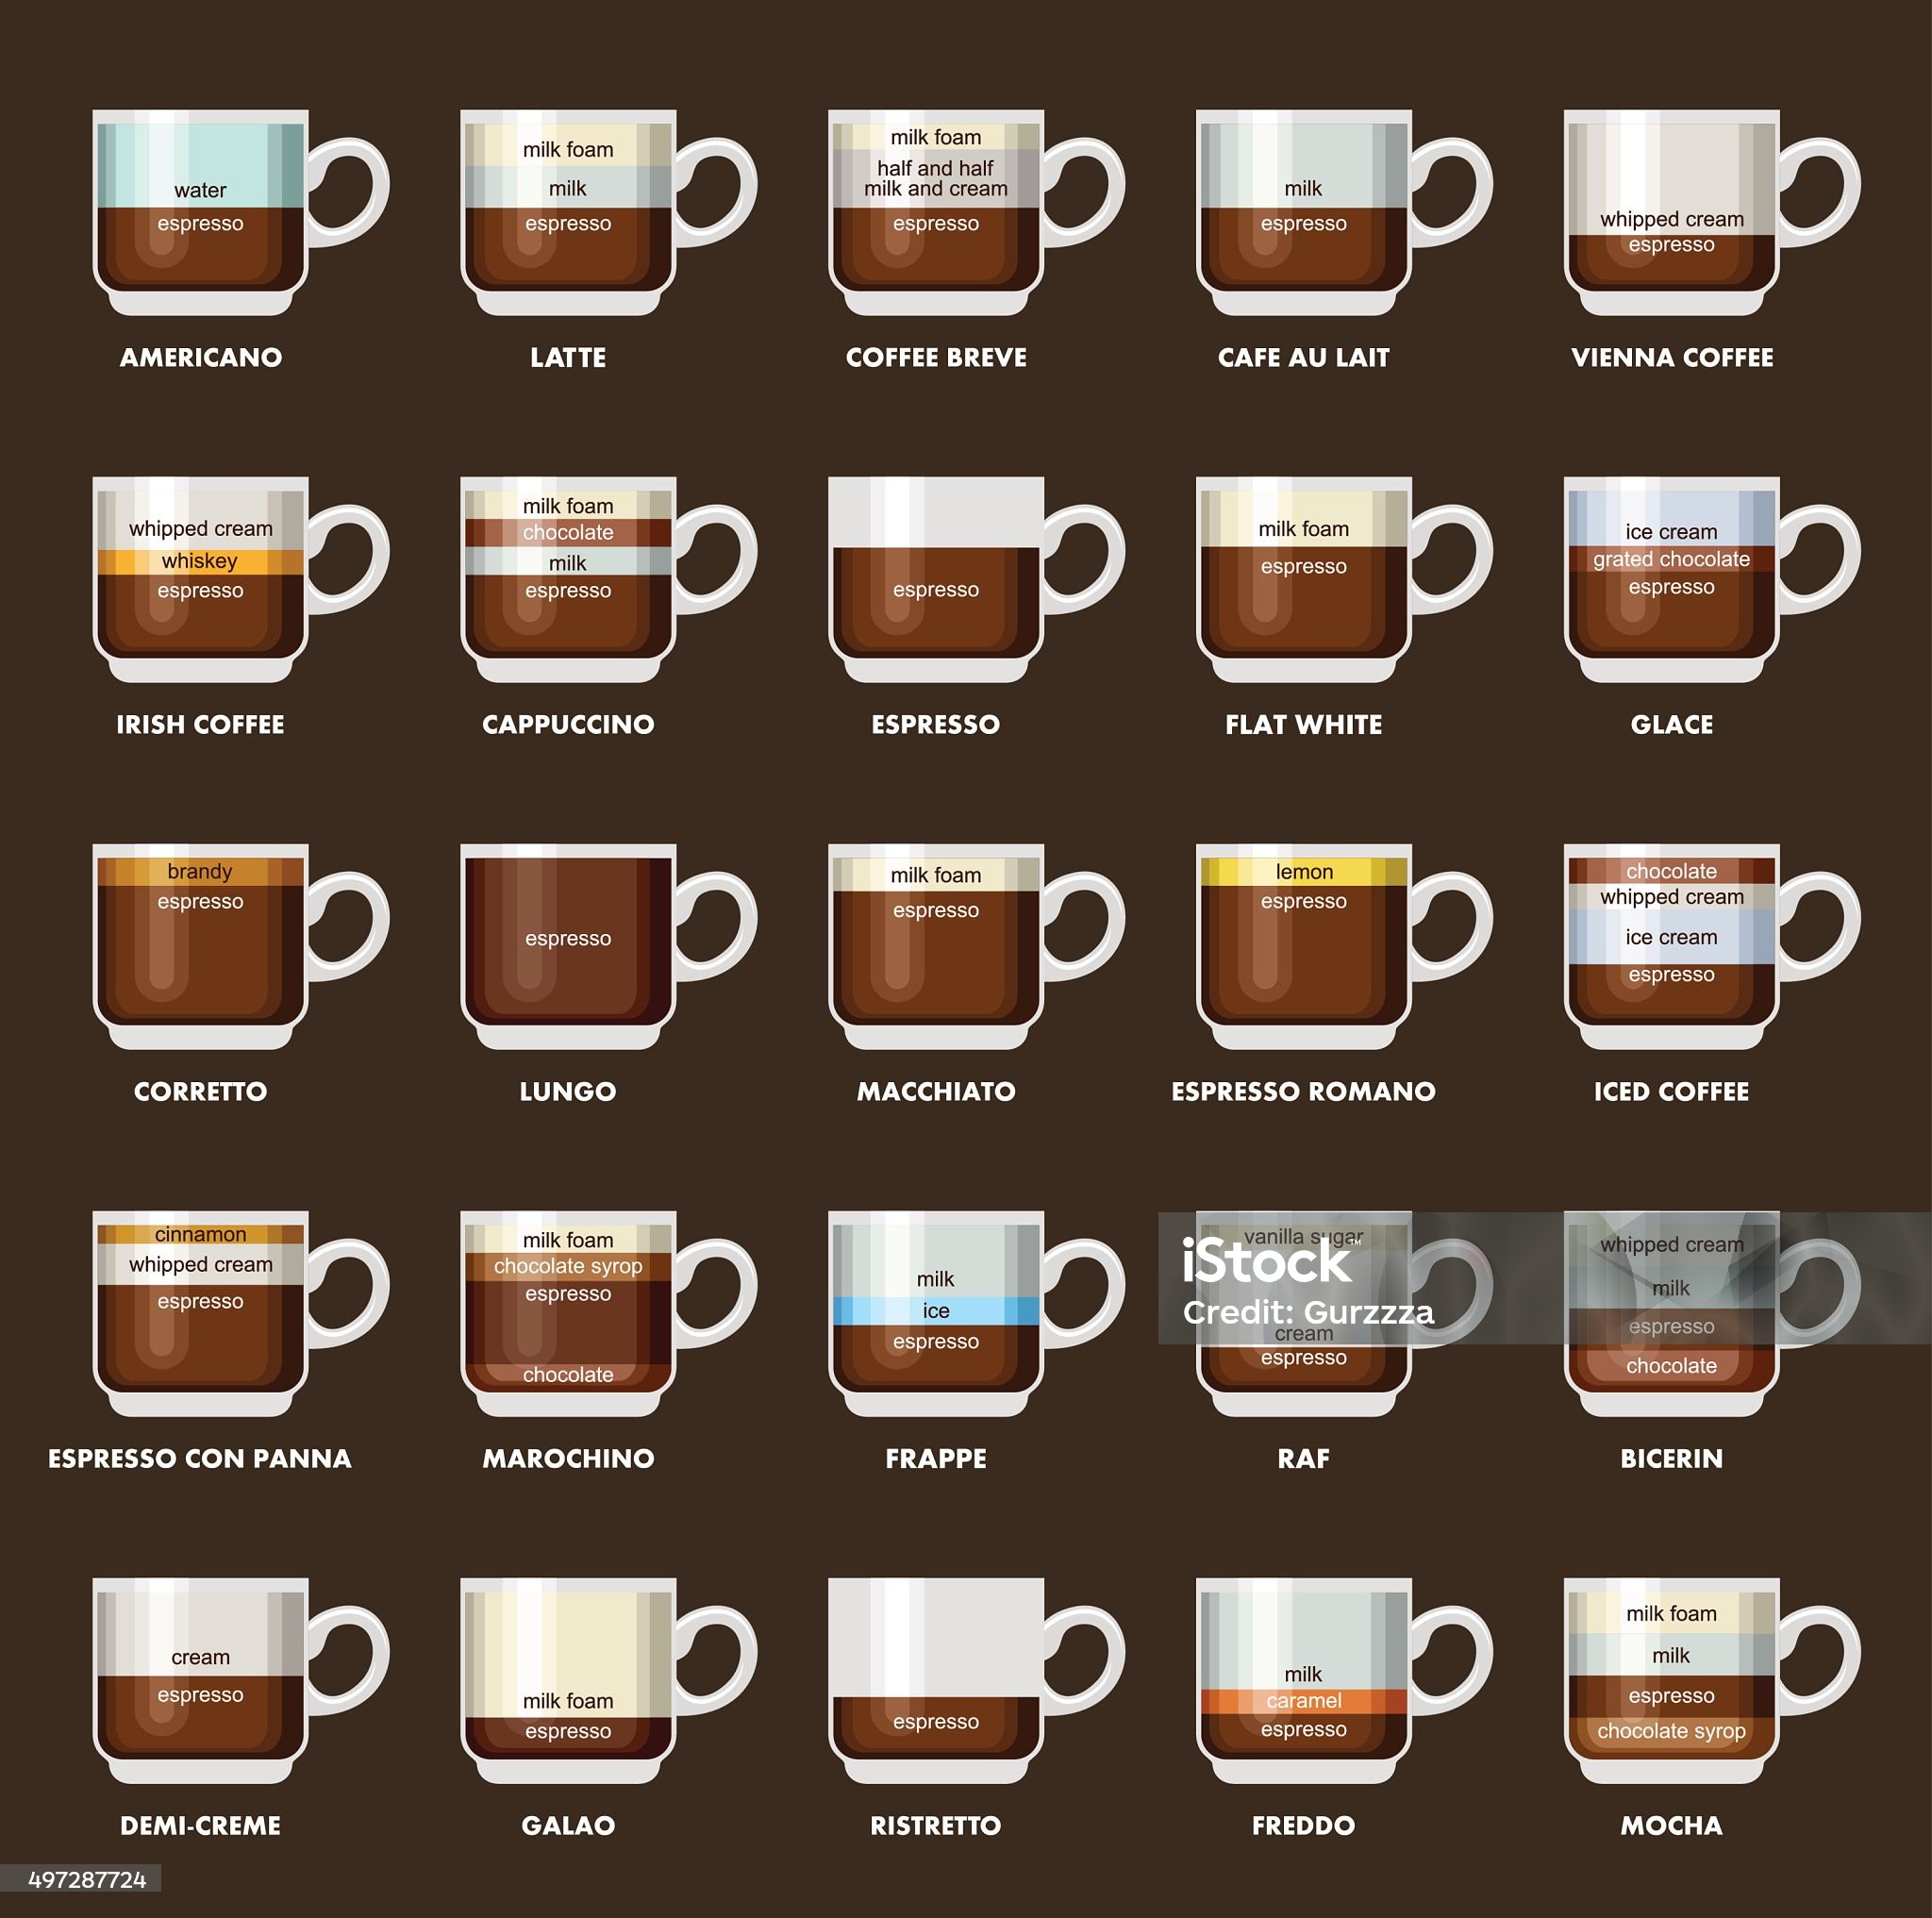 water
espresso
AMERICANO
milk foam
milk
espresso
LATTE
milk foam
half and half
milk and cream
espresso
COFFEE BREVE
milk
espresso
CAFE AU LAIT
whipped cream
espresso
VIENNA COFFEE
whipped cream
whiskey
espresso
IRISH COFFEE
milk foam
chocolate
milk
espresso
CAPPUCCINO
espresso
ESPRESSO
milk foam
espresso
FLAT WHITE
ice cream
grated chocolate
espresso
GLACE
brandy
espresso
CORRETTO
espresso
LUNGO
milk foam
espresso
MACCHIATO
lemon
espresso
ESPRESSO ROMANO
chocolate
whipped cream
ice cream
espresso
ICED COFFEE
cinnamon
whipped cream
espresso
ESPRESSO CON PANNA
milk foam
chocolate syrop
espresso
chocolate
MAROCHINO
milk
ice
espresso
FRAPPE
vanilla sugar
iStock™
Credit: Gurzzza
cream
espresso
RAF
whipped cream
milk
espresso
chocolate
BICERIN
cream
espresso
DEMI-CREME
milk foam
espresso
GALAO
espresso
RISTRETTO
milk
caramel
espresso
FREDDO
milk foam
milk
espresso
chocolate syrop
MOCHA
497287724